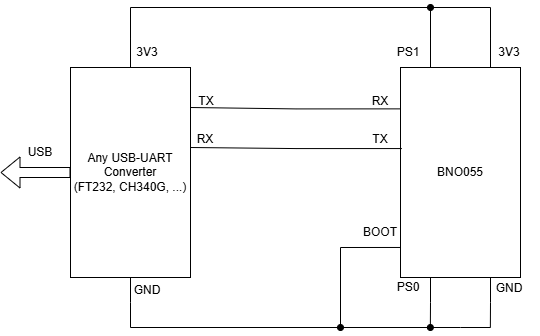 3V3
PS1
3V3
TX
RX
RX
TX
USB
Any USB-UART
Converter
(FT232, CH340G, ...)
BNO055
BOOT
GND
PS0
GND